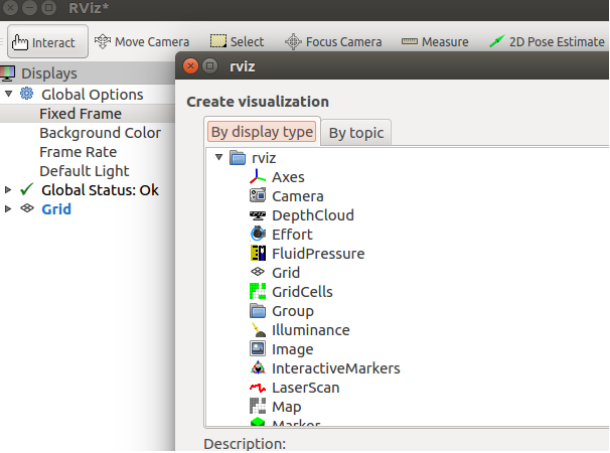 RViz*
Interact Move Camera Select Focus Camera Measure 2D Pose Estimate
Displays
Global Options
Fixed Frame
Background Color
Frame Rate
Default Light
Global Status: Ok
Grid
rviz
Create visualization
By display type By topic
rviz
Axes
Camera
DepthCloud
Effort
FluidPressure
Grid
GridCells
Group
Illuminance
Image
InteractiveMarkers
LaserScan
Map
Marker
Description: